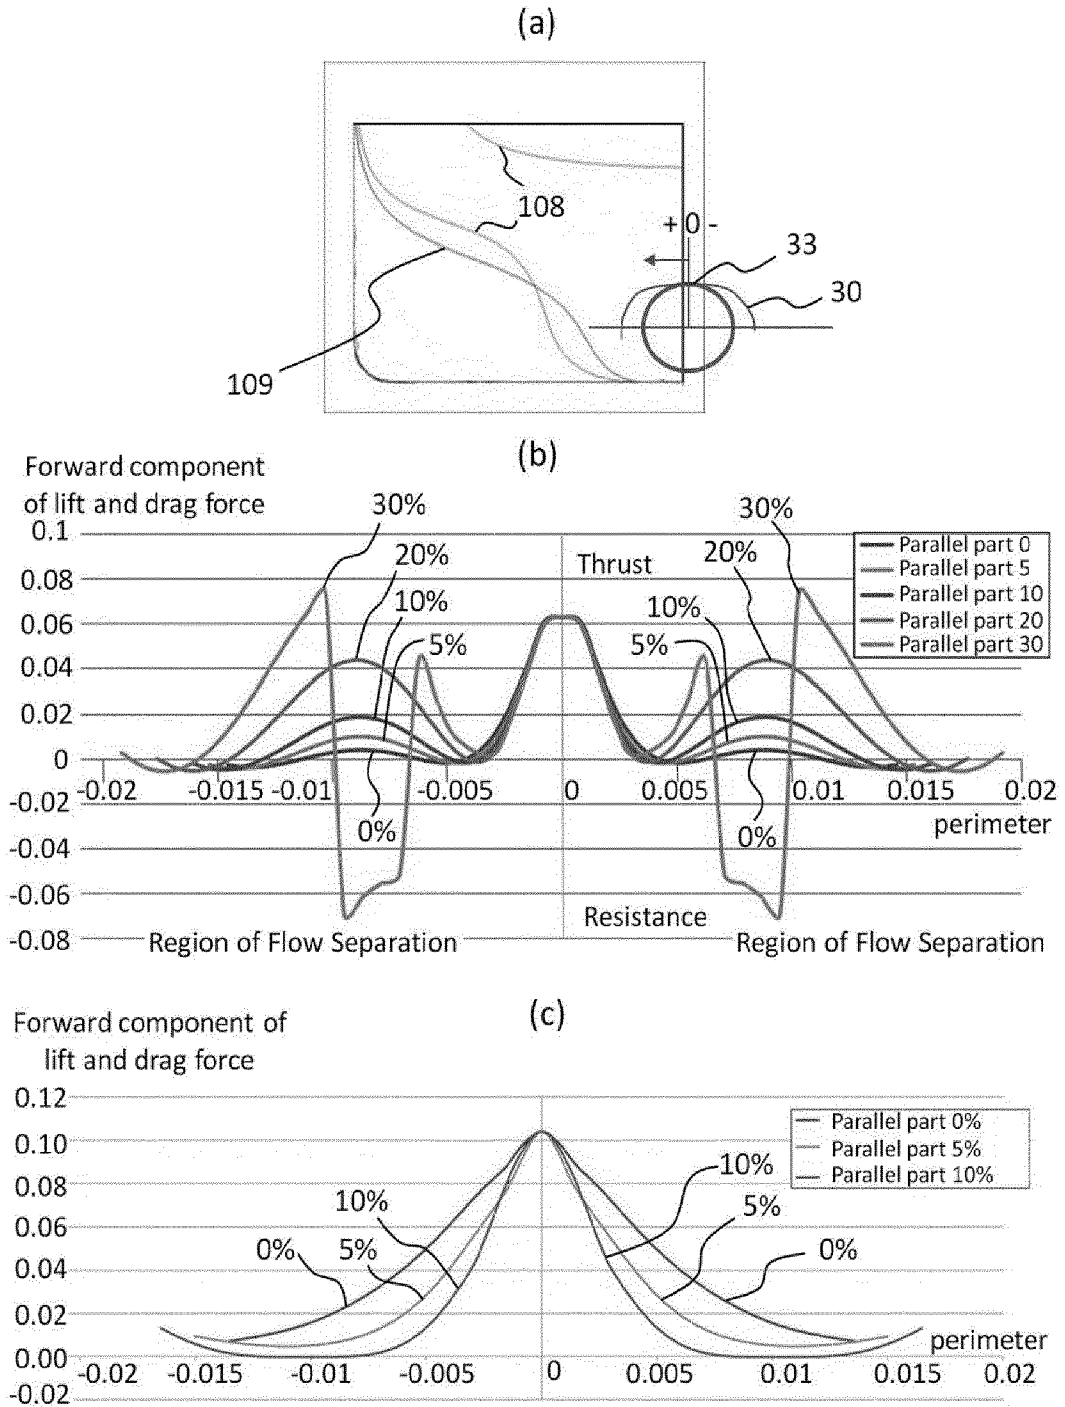 (a)
108
+ 0 -
33
30
109
(b)
Forward component
of lift and drag force
30%
30%
0.1
20%
Thrust
20%
Parallel part 0
Parallel part 5
Parallel part 10
Parallel part 20
Parallel part 30
0.08
10%
10%
0.06
5%
5%
0.04
0.02
0
-0.02 -0.015 -0.01 -0.005 0 0.005 0.01 0.015 0.02
-0.02
perimeter
0%
0%
-0.04
-0.06
Resistance
-0.08
Region of Flow Separation
Region of Flow Separation
(c)
Forward component of
lift and drag force
0.12
Parallel part 0%
Parallel part 5%
Parallel part 10%
0.10
10%
0.08
10%
5%
0.06
0%
5%
0%
0.04
0.02
perimeter
0.00
-0.02 -0.015 -0.01 -0.005 0 0.005 0.01 0.015 0.02
-0.02